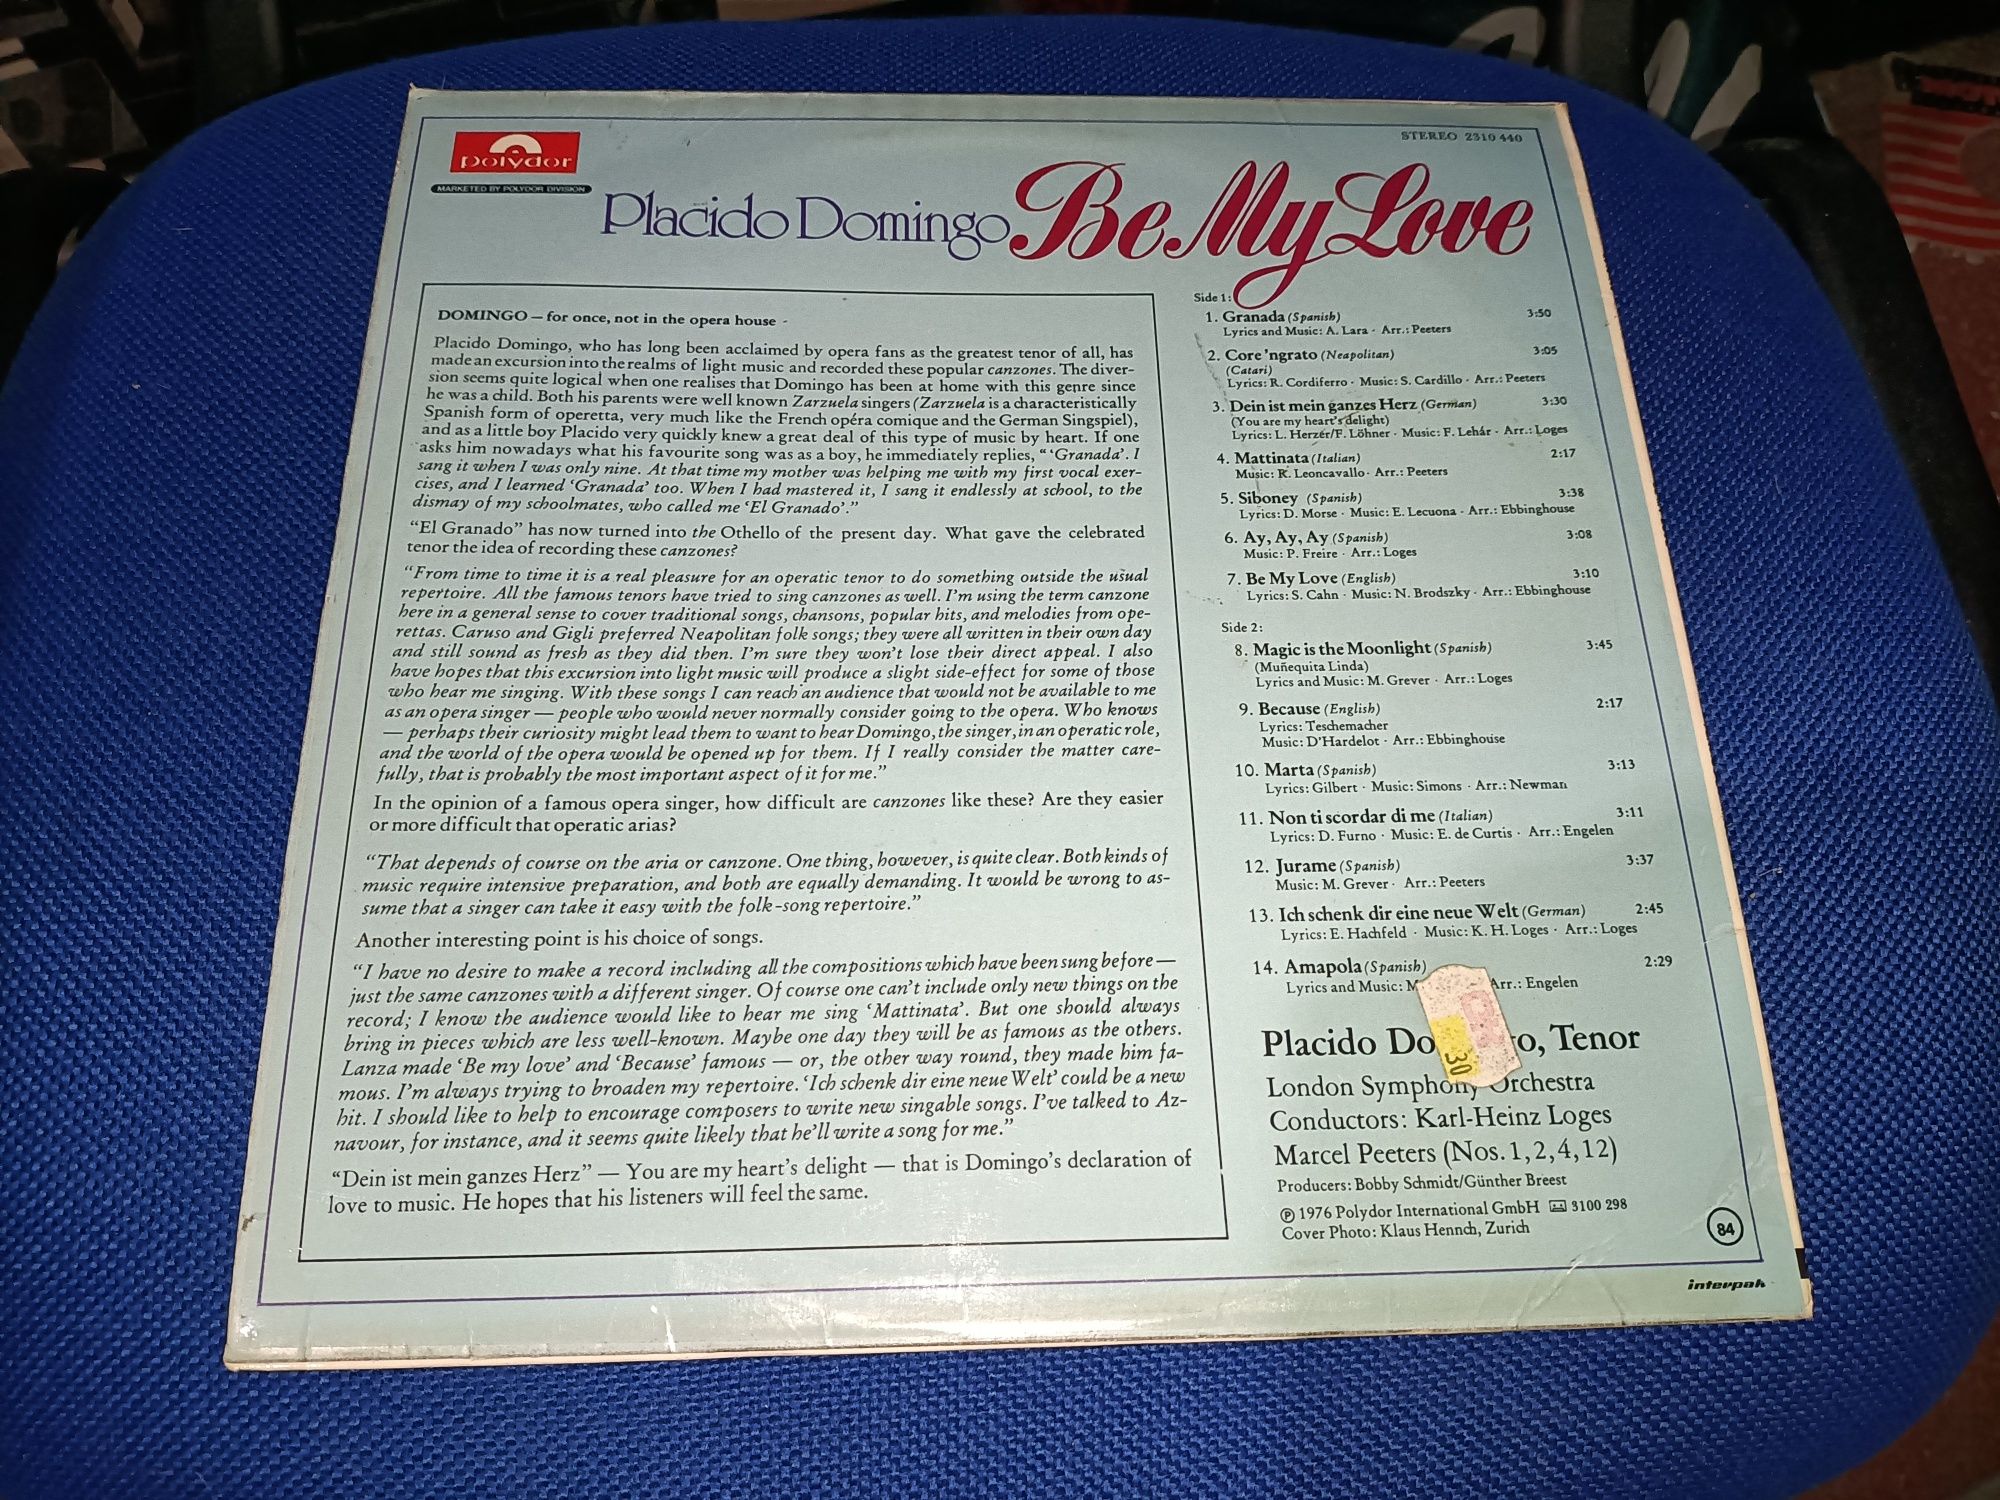 polydor
MARKETED BY POLYDOR DIVISION
STEREO 2310 440
Placido Domingo Be My Love
DOMINGO — for once, not in the opera house -
Placido Domingo, who has long been acclaimed by opera fans as the greatest tenor of all, has
made an excursion into the realms of light music and recorded these popular canzones. The diver-
sion seems quite logical when one realises that Domingo has been at home with this genre since
he was a child. Both his parents were well known Zarzuela singers (Zarzuela is a characteristically
Spanish form of operetta, very much like the French opéra comique and the German Singspiel),
and as a little boy Placido very quickly knew a great deal of this type of music by heart. If one
asks him nowadays what his favourite song was as a boy, he immediately replies, “‘Granada’. I
sang it when I was only nine. At that time my mother was helping me with my first vocal exer-
cises, and I learned ‘Granada’ too. When I had mastered it, I sang it endlessly at school, to the
dismay of my schoolmates, who called me ‘El Granado’.”
“El Granado” has now turned into the Othello of the present day. What gave the celebrated
tenor the idea of recording these canzones?
“From time to time it is a real pleasure for an operatic tenor to do something outside the usual
repertoire. All the famous tenors have tried to sing canzones as well. I’m using the term canzone
here in a general sense to cover traditional songs, chansons, popular hits, and melodies from ope-
rettas. Caruso and Gigli preferred Neapolitan folk songs; they were all written in their own day
and still sound as fresh as they did then. I’m sure they won’t lose their direct appeal. I also
have hopes that this excursion into light music will produce a slight side-effect for some of those
who hear me singing. With these songs I can reach an audience that would not be available to me
as an opera singer — people who would never normally consider going to the opera. Who knows
— perhaps their curiosity might lead them to want to hear Domingo, the singer, in an operatic role,
and the world of the opera would be opened up for them. If I really consider the matter care-
fully, that is probably the most important aspect of it for me.”
In the opinion of a famous opera singer, how difficult are canzones like these? Are they easier
or more difficult that operatic arias?
“That depends of course on the aria or canzone. One thing, however, is quite clear. Both kinds of
music require intensive preparation, and both are equally demanding. It would be wrong to as-
sume that a singer can take it easy with the folk-song repertoire.”
Another interesting point is his choice of songs.
“I have no desire to make a record including all the compositions which have been sung before —
just the same canzones with a different singer. Of course one can’t include only new things on the
record; I know the audience would like to hear me sing ‘Mattinata’. But one should always
bring in pieces which are less well-known. Maybe one day they will be as famous as the others.
Lanza made ‘Be my love’ and ‘Because’ famous — or, the other way round, they made him fa-
mous. I’m always trying to broaden my repertoire. ‘Ich schenk dir eine neue Welt’ could be a new
hit. I should like to help to encourage composers to write new singable songs. I’ve talked to Az-
navour, for instance, and it seems quite likely that he’ll write a song for me.”
“Dein ist mein ganzes Herz” — You are my heart’s delight — that is Domingo’s declaration of
love to music. He hopes that his listeners will feel the same.
Side 1:
1. Granada (Spanish) 3:50
Lyrics and Music: A. Lara · Arr.: Peeters
2. Core ’ngrato (Neapolitan) 3:05
(Catari)
Lyrics: R. Cordiferro · Music: S. Cardillo · Arr.: Peeters
3. Dein ist mein ganzes Herz (German) 3:30
(You are my heart’s delight)
Lyrics: L. Herzer/F. Löhner · Music: F. Lehár · Arr.: Loges
4. Mattinata (Italian) 2:17
Music: R. Leoncavallo · Arr.: Peeters
5. Siboney (Spanish) 3:38
Lyrics: D. Morse · Music: E. Lecuona · Arr.: Ebbinghouse
6. Ay, Ay, Ay (Spanish) 3:08
Music: P. Freire · Arr.: Loges
7. Be My Love (English) 3:10
Lyrics: S. Cahn · Music: N. Brodszky · Arr.: Ebbinghouse
Side 2:
8. Magic is the Moonlight (Spanish) 3:45
(Muñequita Linda)
Lyrics and Music: M. Grever · Arr.: Loges
9. Because (English) 2:17
Lyrics: Teschemacher
Music: D’Hardelot · Arr.: Ebbinghouse
10. Marta (Spanish) 3:13
Lyrics: Gilbert · Music: Simons · Arr.: Newman
11. Non ti scordar di me (Italian) 3:11
Lyrics: D. Furno · Music: E. de Curtis · Arr.: Engelen
12. Jurame (Spanish) 3:37
Music: M. Grever · Arr.: Peeters
13. Ich schenk dir eine neue Welt (German) 2:45
Lyrics: E. Hachfeld · Music: K. H. Loges · Arr.: Loges
14. Amapola (Spanish) 2:29
Lyrics and Music: Arr.: Engelen
30
Placido Do o, Tenor
London Symphony Orchestra
Conductors: Karl-Heinz Loges
Marcel Peeters (Nos. 1, 2, 4, 12)
Producers: Bobby Schmidt/Günther Breest
℗ 1976 Polydor International GmbH 3100 298
Cover Photo: Klaus Hennch, Zurich
84
interpak